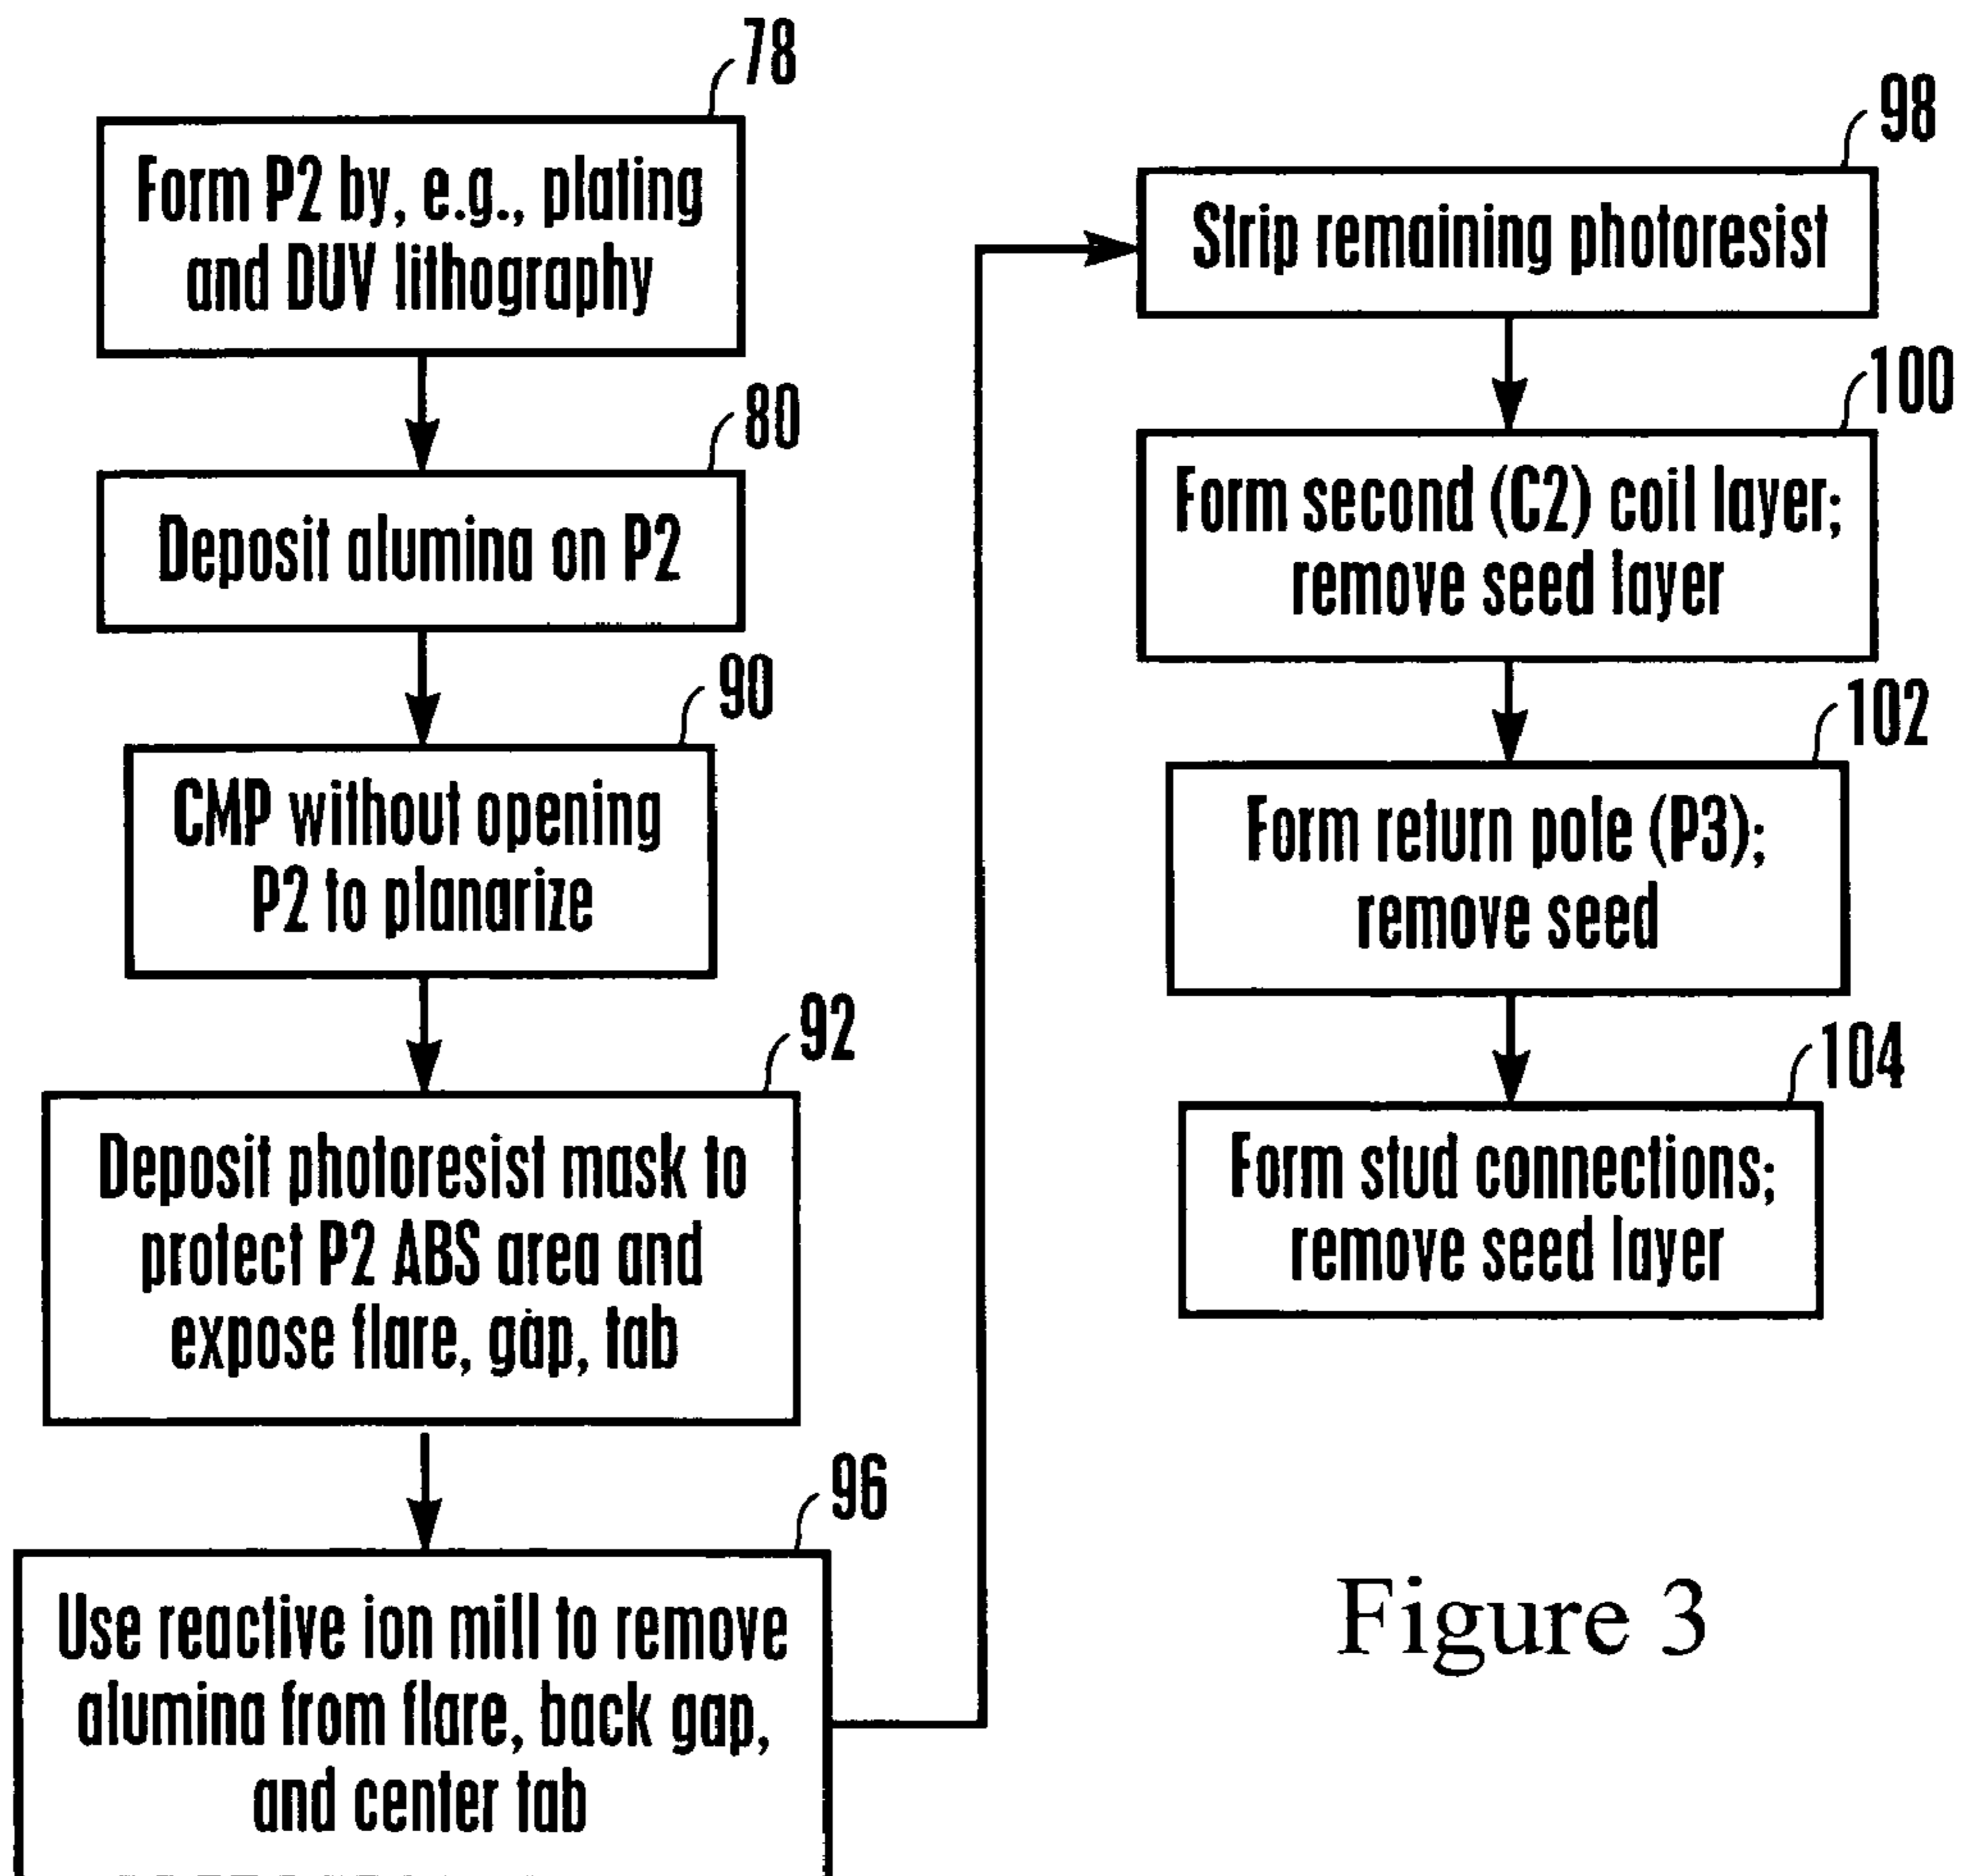 78
Form P2 by, e.g., plating
and DUV lithography
80
Deposit alumina on P2
90
CMP without opening
P2 to planarize
92
Deposit photoresist mask to
protect P2 ABS area and
expose flare, gap, tab
96
Use reactive ion mill to remove
alumina from flare, back gap,
and center tab
98
Strip remaining photoresist
100
Form second (C2) coil layer;
remove seed layer
102
Form return pole (P3);
remove seed
104
Form stud connections;
remove seed layer
Figure 3